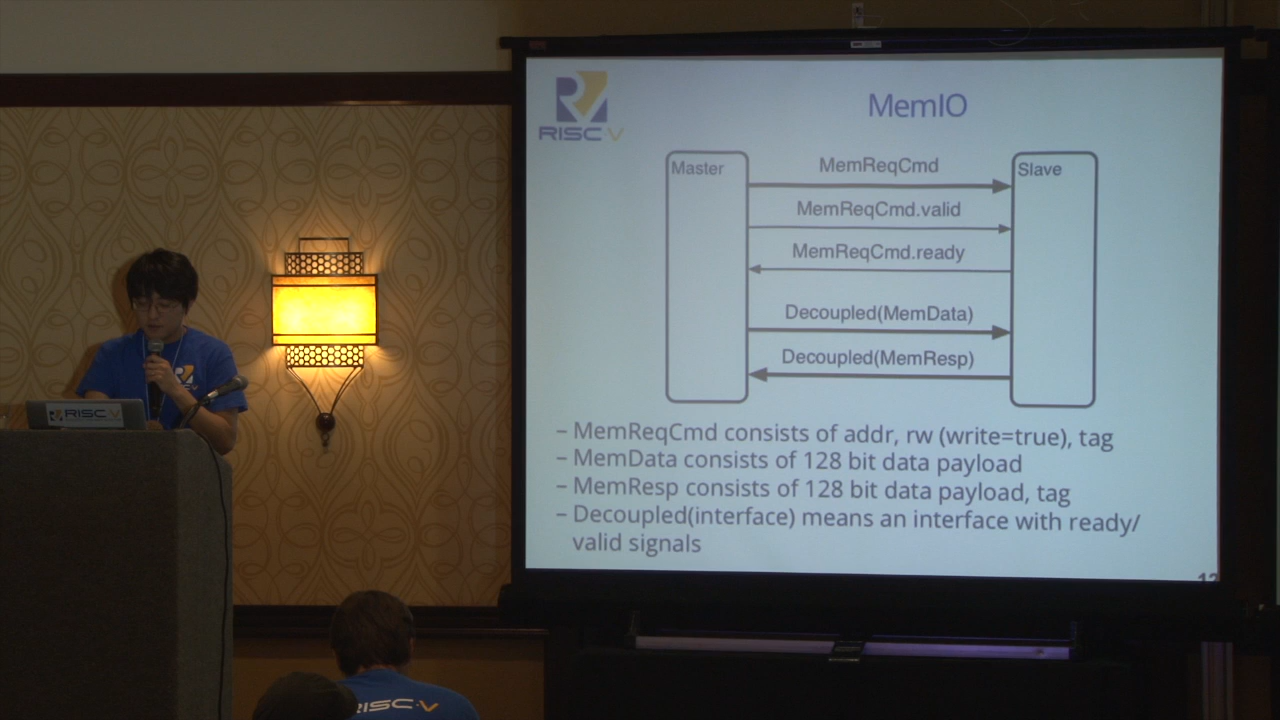 RISC-V
MemIO
Master
MemReqCmd
Slave
MemReqCmd.valid
MemReqCmd.ready
Decoupled(MemData)
Decoupled(MemResp)
– MemReqCmd consists of addr, rw (write=true), tag
– MemData consists of 128 bit data payload
– MemResp consists of 128 bit data payload, tag
– Decoupled(interface) means an interface with ready/
valid signals
RISC-V
RISC-V